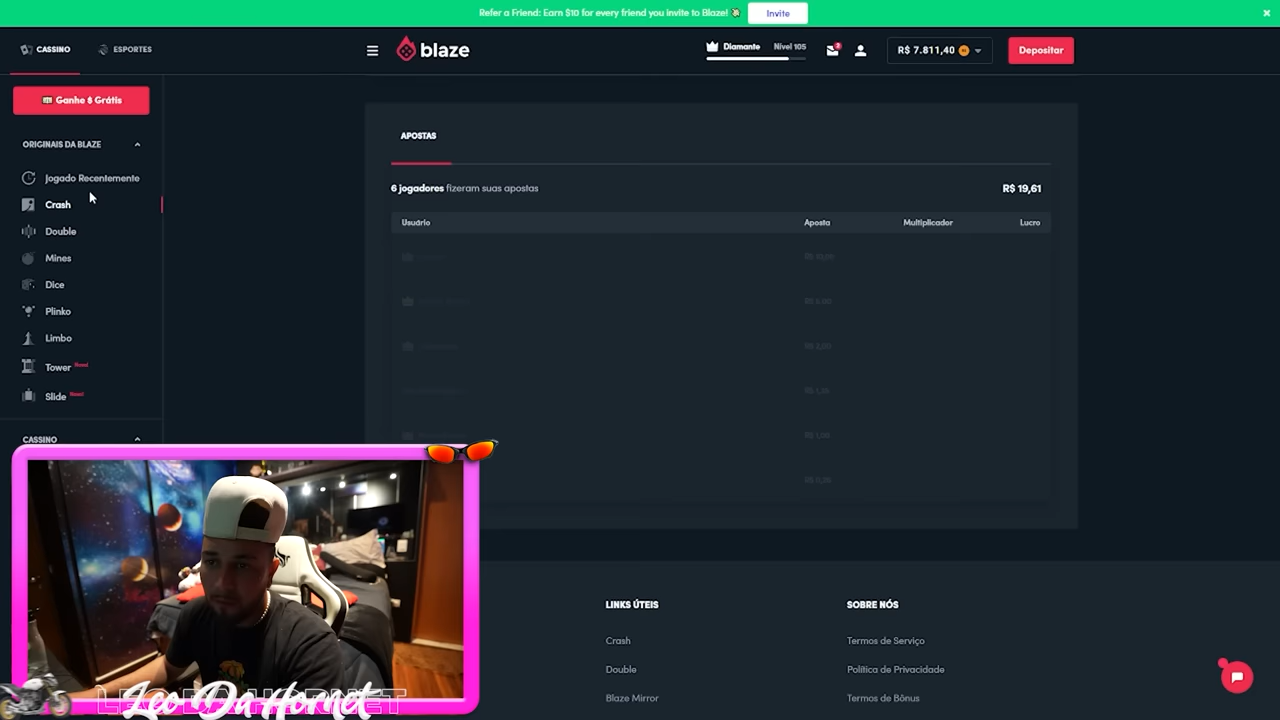 Refer a Friend: Earn $10 for every friend you invite to Blaze!
Invite
CASSINO
ESPORTES
blaze
Diamante
Nível 105
R$ 7.811,40
Depositar
Ganhe $ Grátis
ORIGINAIS DA BLAZE
Jogado Recentemente
Crash
Double
Mines
Dice
Plinko
Limbo
Tower
Slide
CASSINO
APOSTAS
6 jogadores fizeram suas apostas
R$ 19,61
Usuário
Aposta
Multiplicador
Lucro
LINKS ÚTEIS
Crash
Double
Blaze Mirror
SOBRE NÓS
Termos de Serviço
Política de Privacidade
Termos de Bônus
Leo Da Hornet